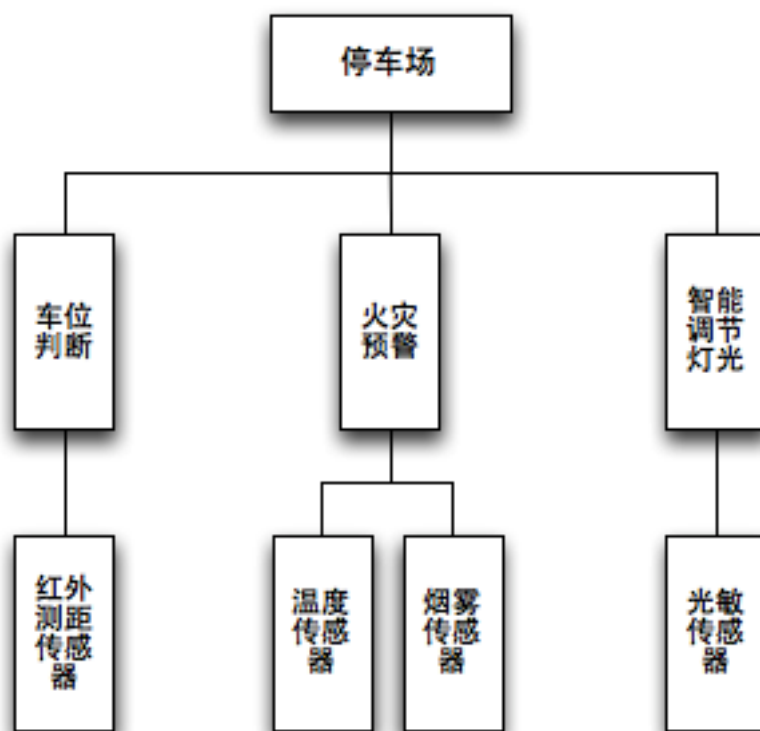 停车场
车位
判断
火灾
预警
智能
调节
灯光
红外
测距
传感
器
温度
传感
器
烟雾
传感
器
光敏
传感
器